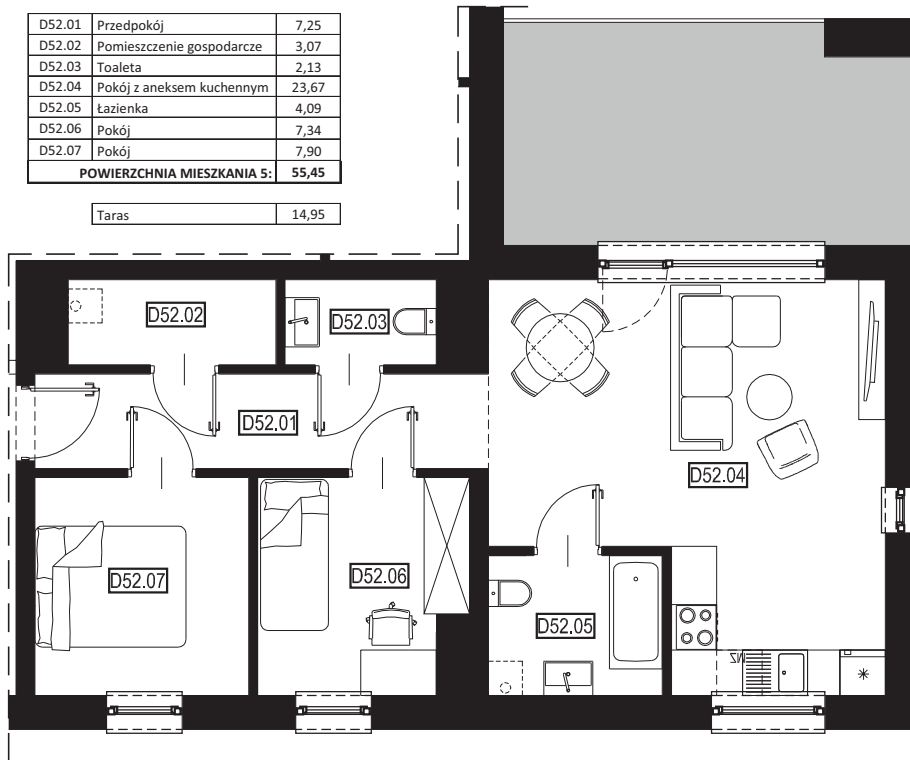 D52.01 Przedpokój 7,25
D52.02 Pomieszczenie gospodarcze 3,07
D52.03 Toaleta 2,13
D52.04 Pokój z aneksem kuchennym 23,67
D52.05 Łazienka 4,09
D52.06 Pokój 7,34
D52.07 Pokój 7,90
POWIERZCHNIA MIESZKANIA 5: 55,45
Taras 14,95
D52.02
D52.03
D52.01
D52.04
D52.07
D52.06
D52.05
ZM